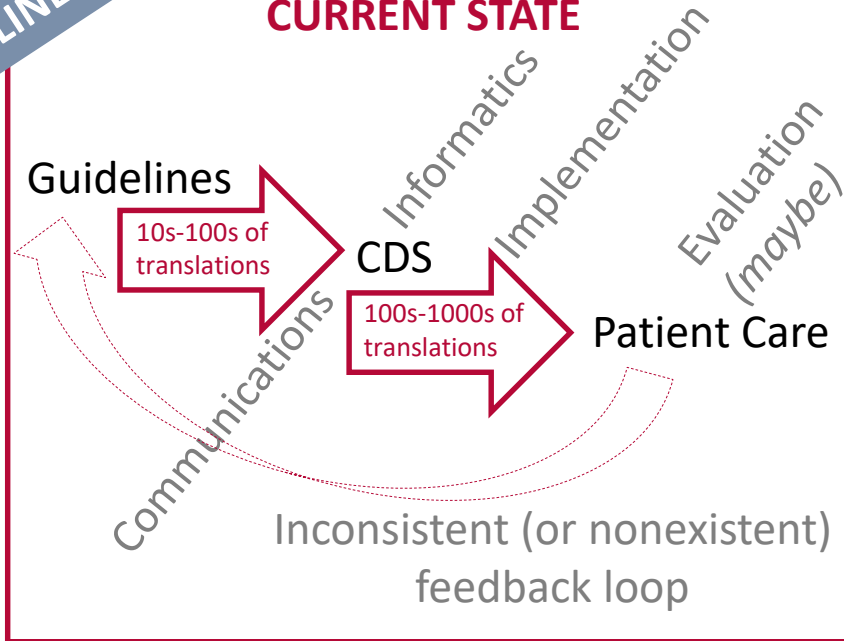 CURRENT STATE
Guidelines
10s-100s of
translations
Communications
CDS
Informatics
100s-1000s of
translations
Implementation
Patient Care
Evaluation
(maybe)
Inconsistent (or nonexistent)
feedback loop